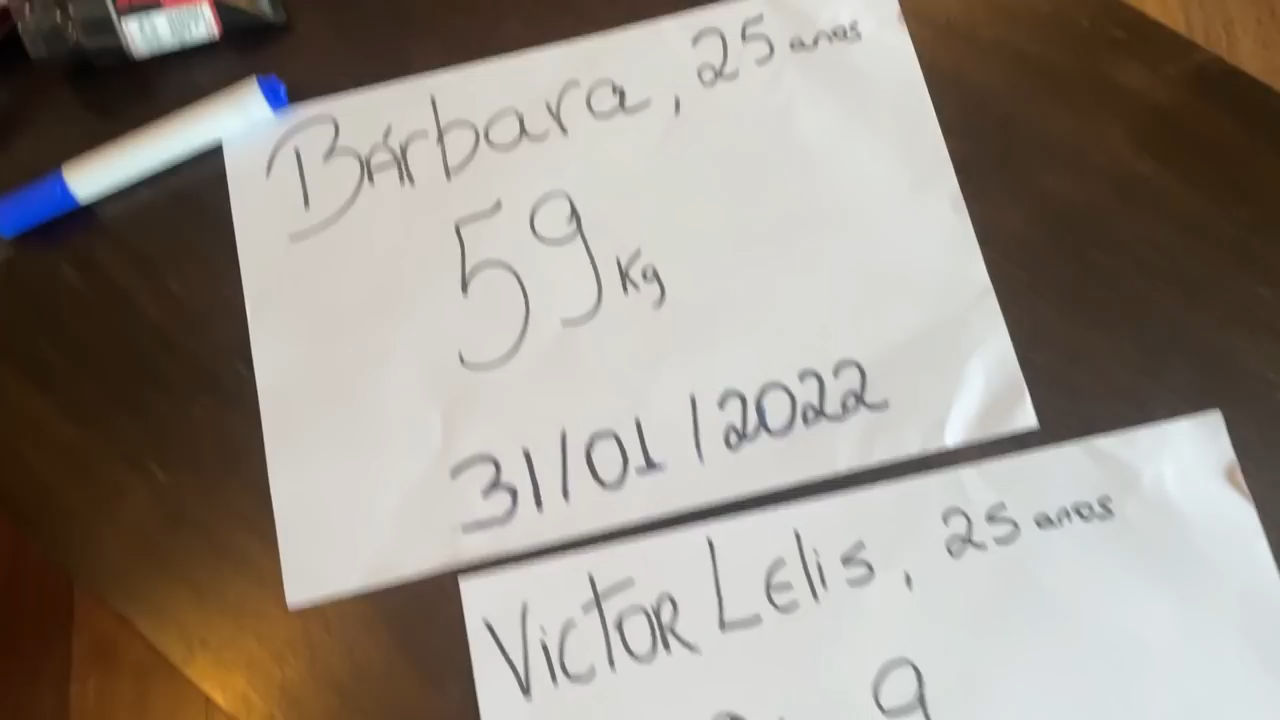 Bárbara, 25 anos
59 Kg
31/01/2022
Victor Lelis, 25 anos